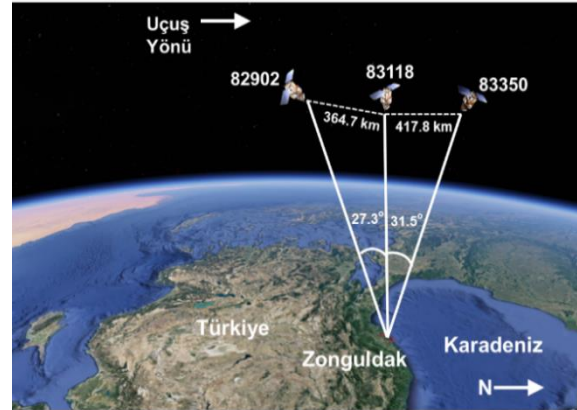 Uçuş
Yönü
82902
83118
83350
364.7 km
417.8 km
27.3°
31.5°
Türkiye
Zonguldak
Karadeniz
N